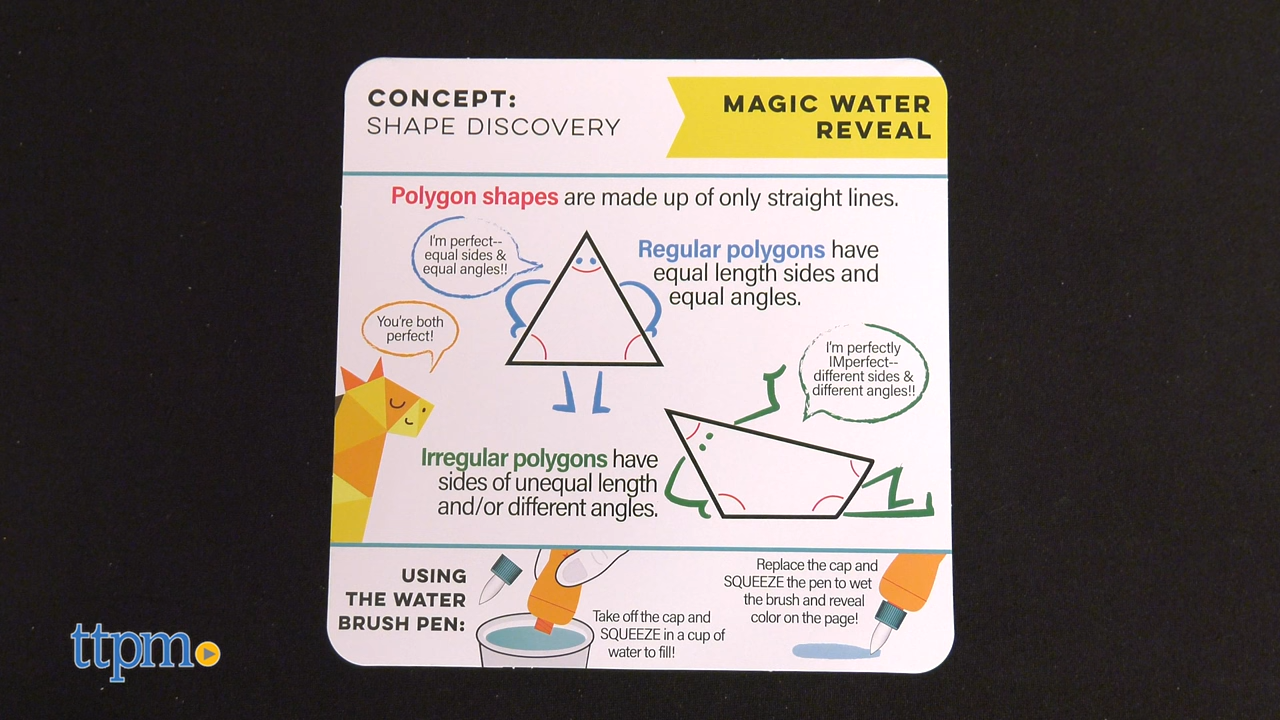 CONCEPT:
SHAPE DISCOVERY
MAGIC WATER
REVEAL
Polygon shapes are made up of only straight lines.
I'm perfect--
equal sides &
equal angles!!
Regular polygons have
equal length sides and
equal angles.
You're both
perfect!
I'm perfectly
IMperfect--
different sides &
different angles!!
Irregular polygons have
sides of unequal length
and/or different angles.
USING
THE WATER
BRUSH PEN:
Take off the cap and
SQUEEZE in a cup of
water to fill!
Replace the cap and
SQUEEZE the pen to wet
the brush and reveal
color on the page!
ttpm